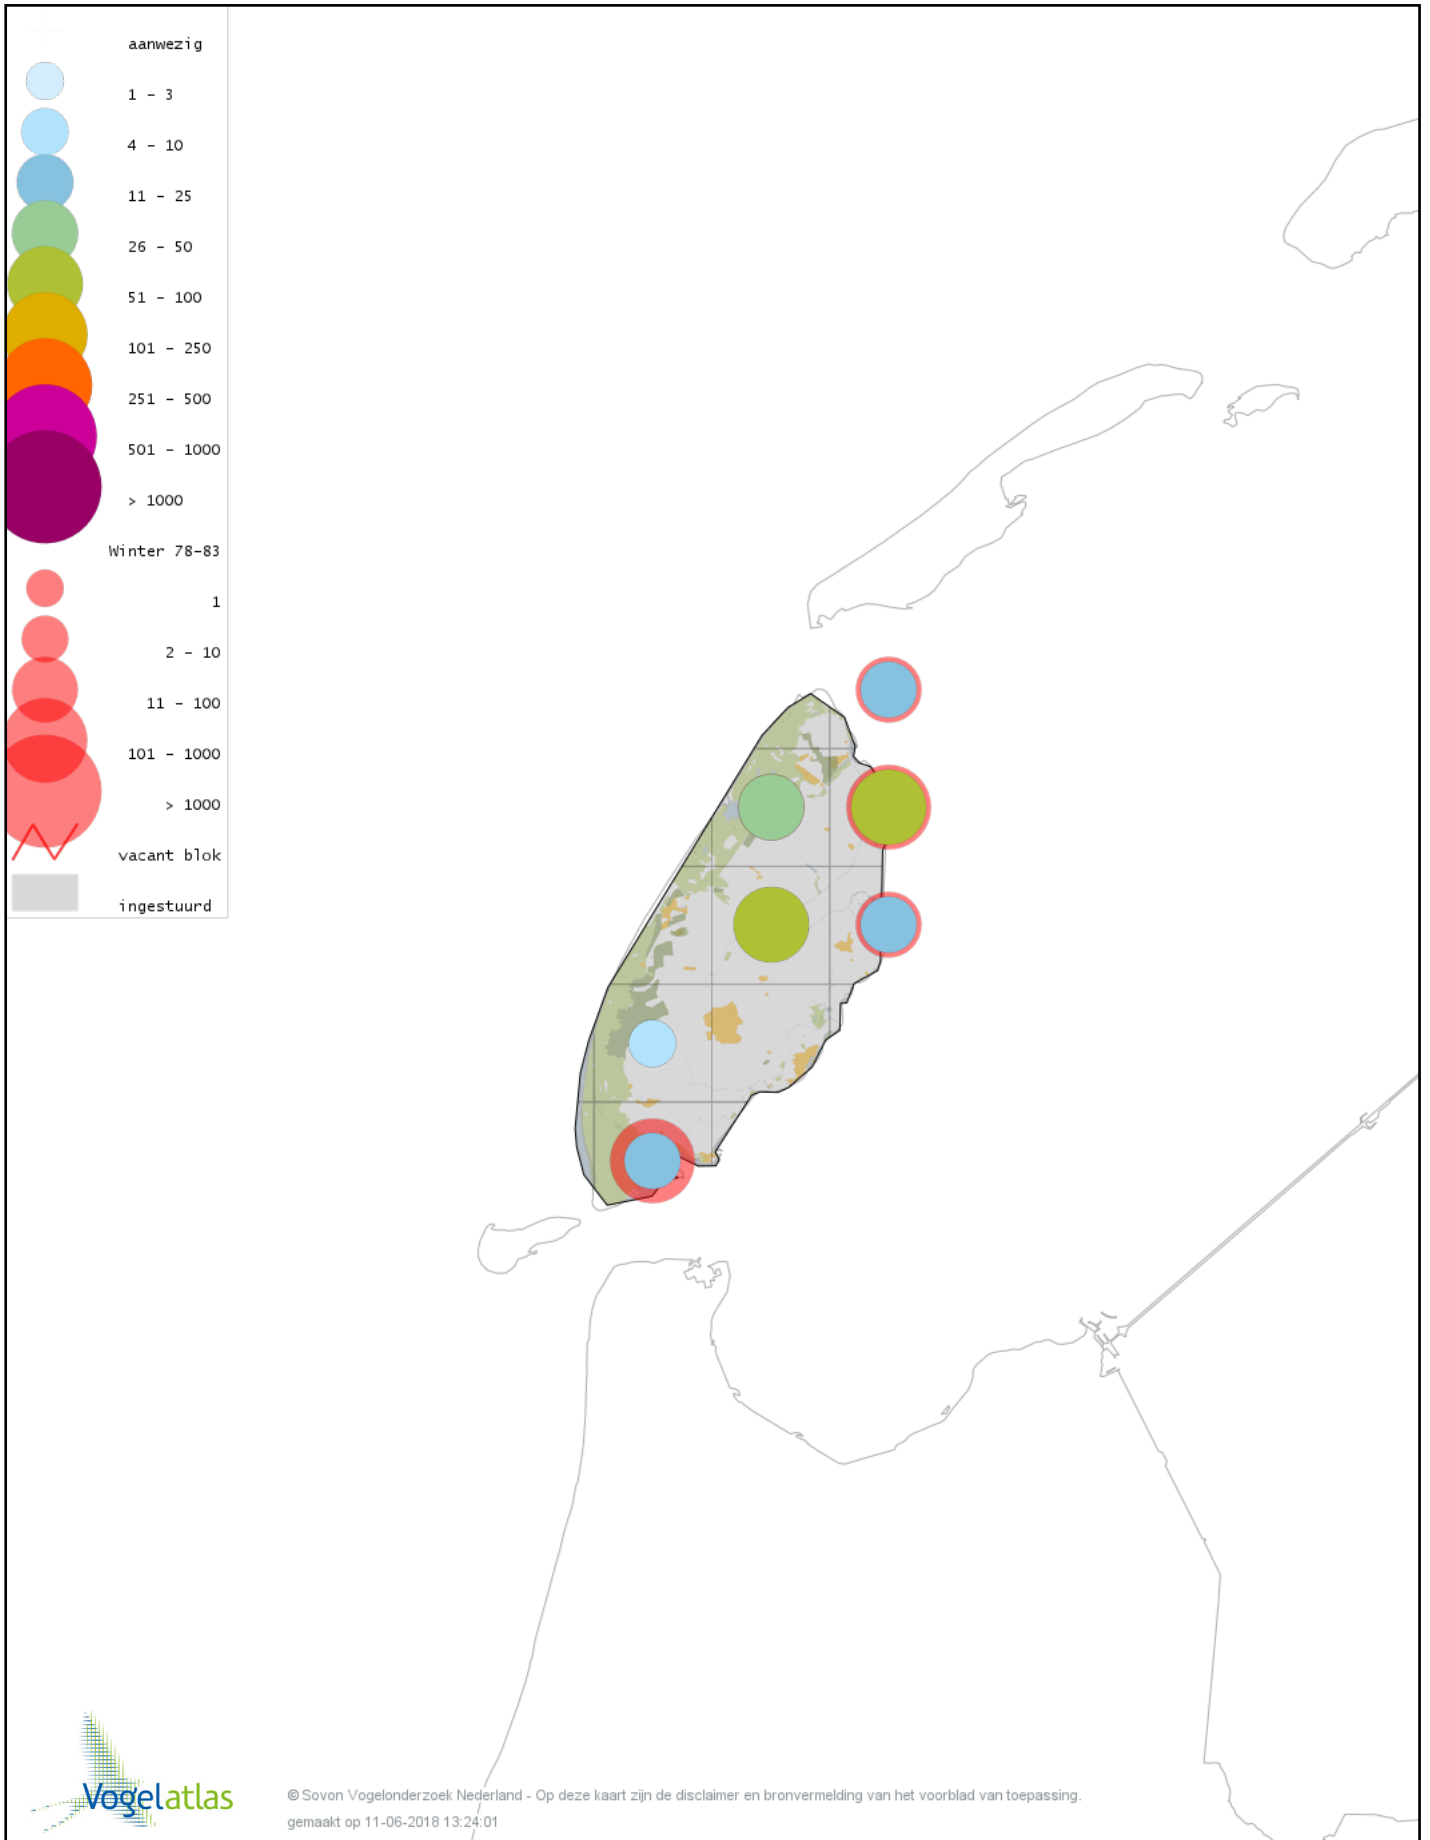 aanwezig
1 - 3
4 - 10
11 - 25
26 - 50
51 - 100
101 - 250
251 - 500
501 - 1000
> 1000
Winter 78-83
1
2 - 10
11 - 100
101 - 1000
> 1000
vacant blok
ingestuurd
Vogelatlas
© Sovon Vogelonderzoek Nederland - Op deze kaart zijn de disclaimer en bronvermelding van het voorblad van toepassing.
gemaakt op 11-06-2018 13:24:01